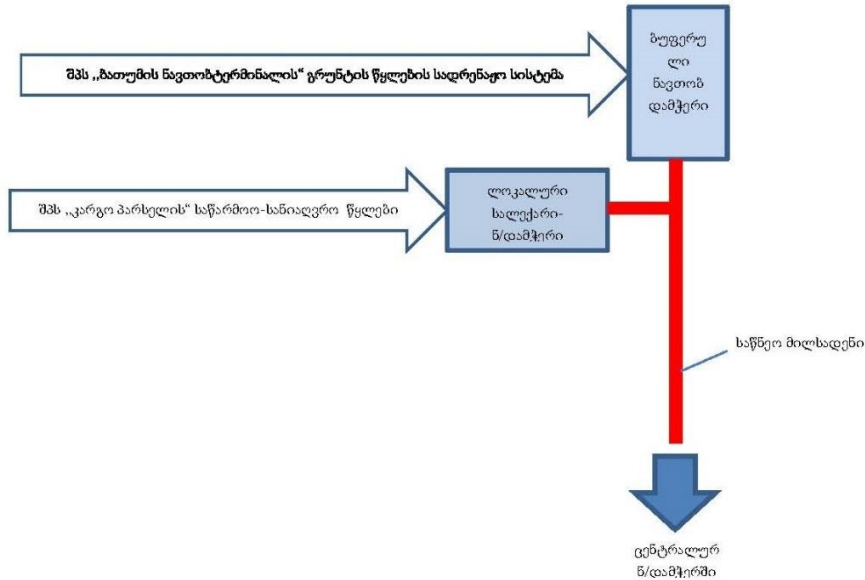 ბუფერუ
ლი
ნავთობ
დამჭერი
შპს ,,ბათუმის ნავთობტერმინალის“ გრუნტის წყლების სადრენაჟო სისტემა
შპს ,,კარგო პარსელის“ საწარმოო-სანიაღვრო წყლები
ლოკალური
სალექარი-
ნ/დამჭერი
საწნეო მილსადენი
ცენტრალურ
ნ/დამჭერში